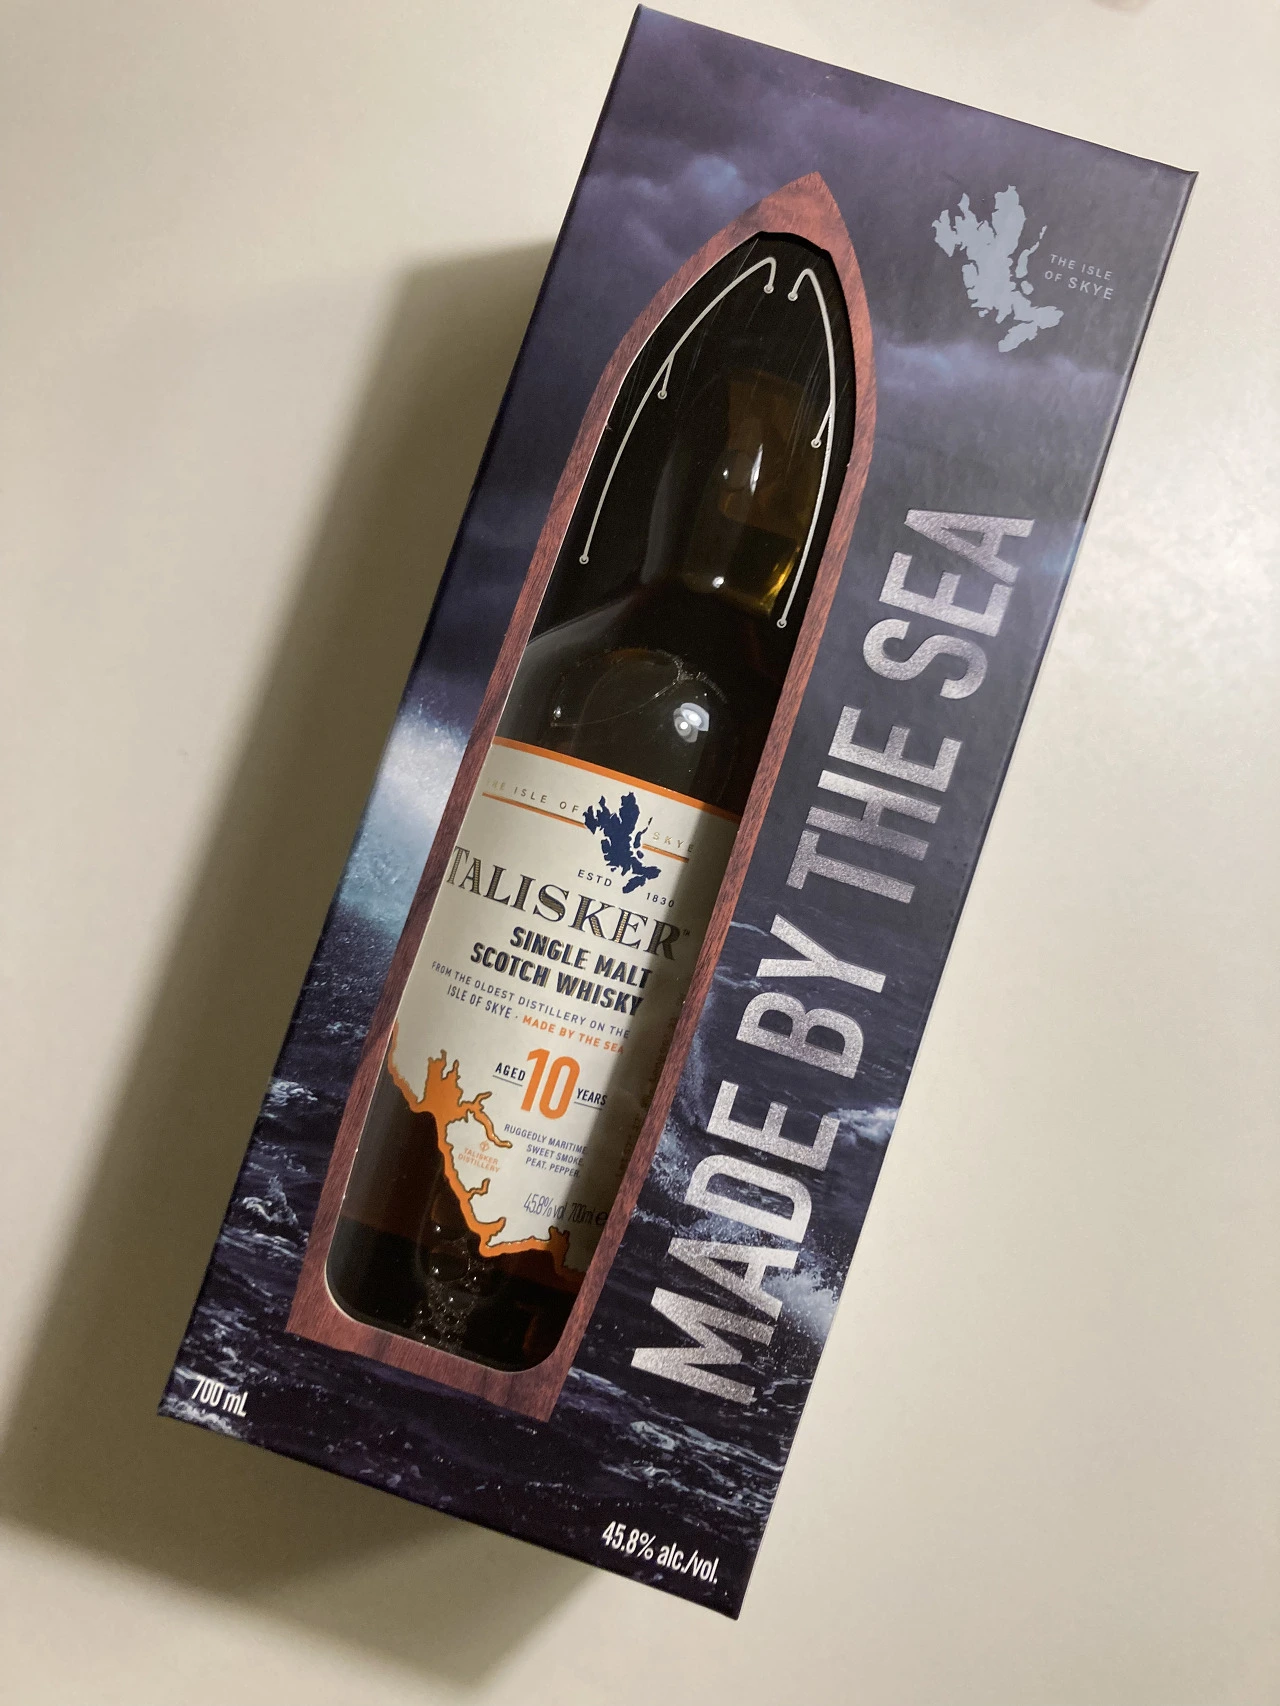 THE ISLE
OF SKYE
MADE BY THE SEA
ISLE OF SKYE
ESTD 1830
TALISKER™
SINGLE MALT
SCOTCH WHISKY
FROM THE OLDEST DISTILLERY ON THE
ISLE OF SKYE · MADE BY THE SEA
AGED 10 YEARS
RUGGEDLY MARITIME.
SWEET SMOKE.
PEAT. PEPPER.
TALISKER
DISTILLERY
45.8% vol 700ml e
700 mL
45.8% alc./vol.